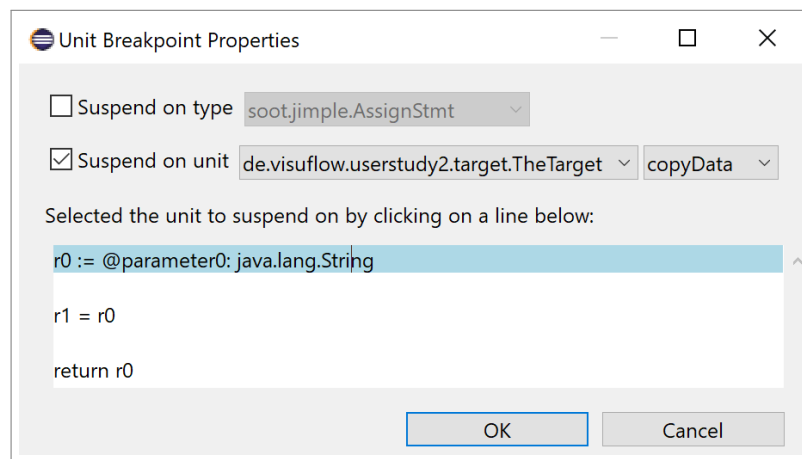 Unit Breakpoint Properties
Suspend on type soot.jimple.AssignStmt
Suspend on unit de.visuflow.userstudy2.target.TheTarget copyData
Selected the unit to suspend on by clicking on a line below:
r0 := @parameter0: java.lang.String
r1 = r0
return r0
OK Cancel